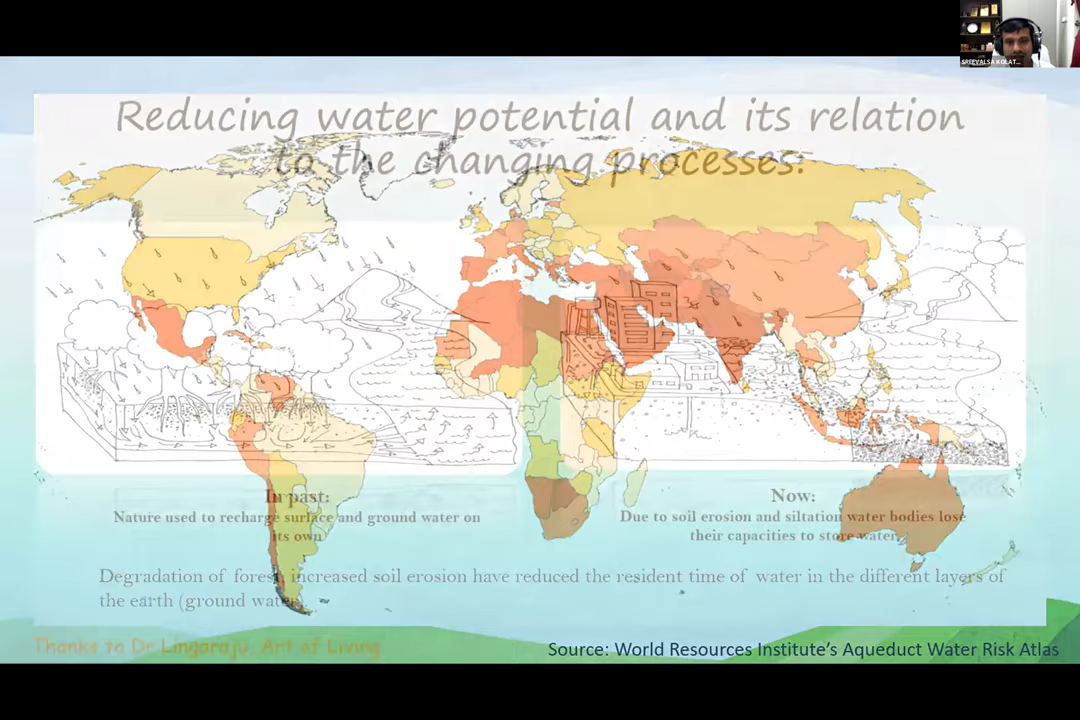 SREEVALSA KOLAT...
Reducing water potential and its relation
to the changing processes.
In past:
Nature used to recharge surface and ground water on
its own
Now:
Due to soil erosion and siltation water bodies lose
their capacities to store water
Degradation of forest, increased soil erosion have reduced the resident time of water in the different layers of
the earth (ground water)
Thanks to Dr Lingaraju, Art of Living
Source: World Resources Institute's Aqueduct Water Risk Atlas